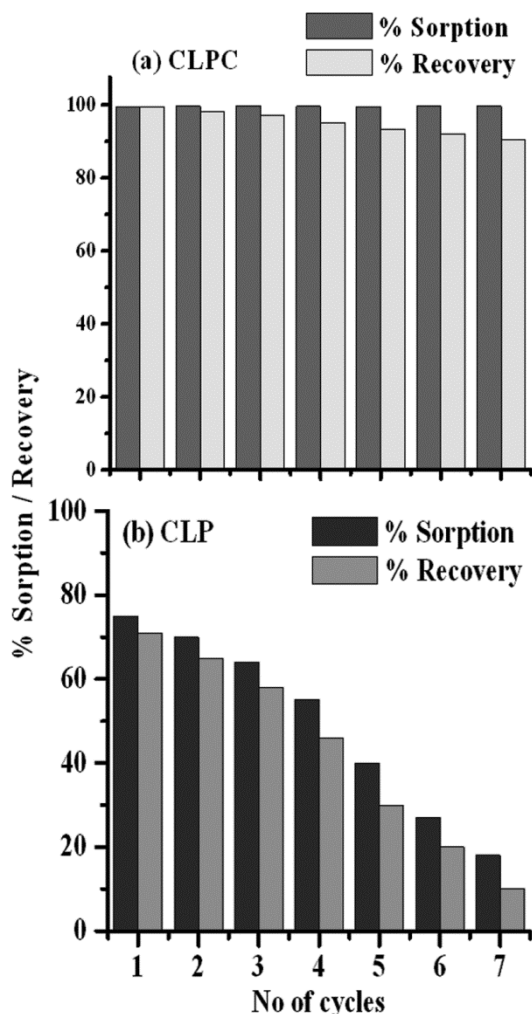 % Sorption
% Recovery
(a) CLPC
100
80
60
40
20
0
% Sorption / Recovery
(b) CLP
% Sorption
% Recovery
100
80
60
40
20
0
1 2 3 4 5 6 7
No of cycles